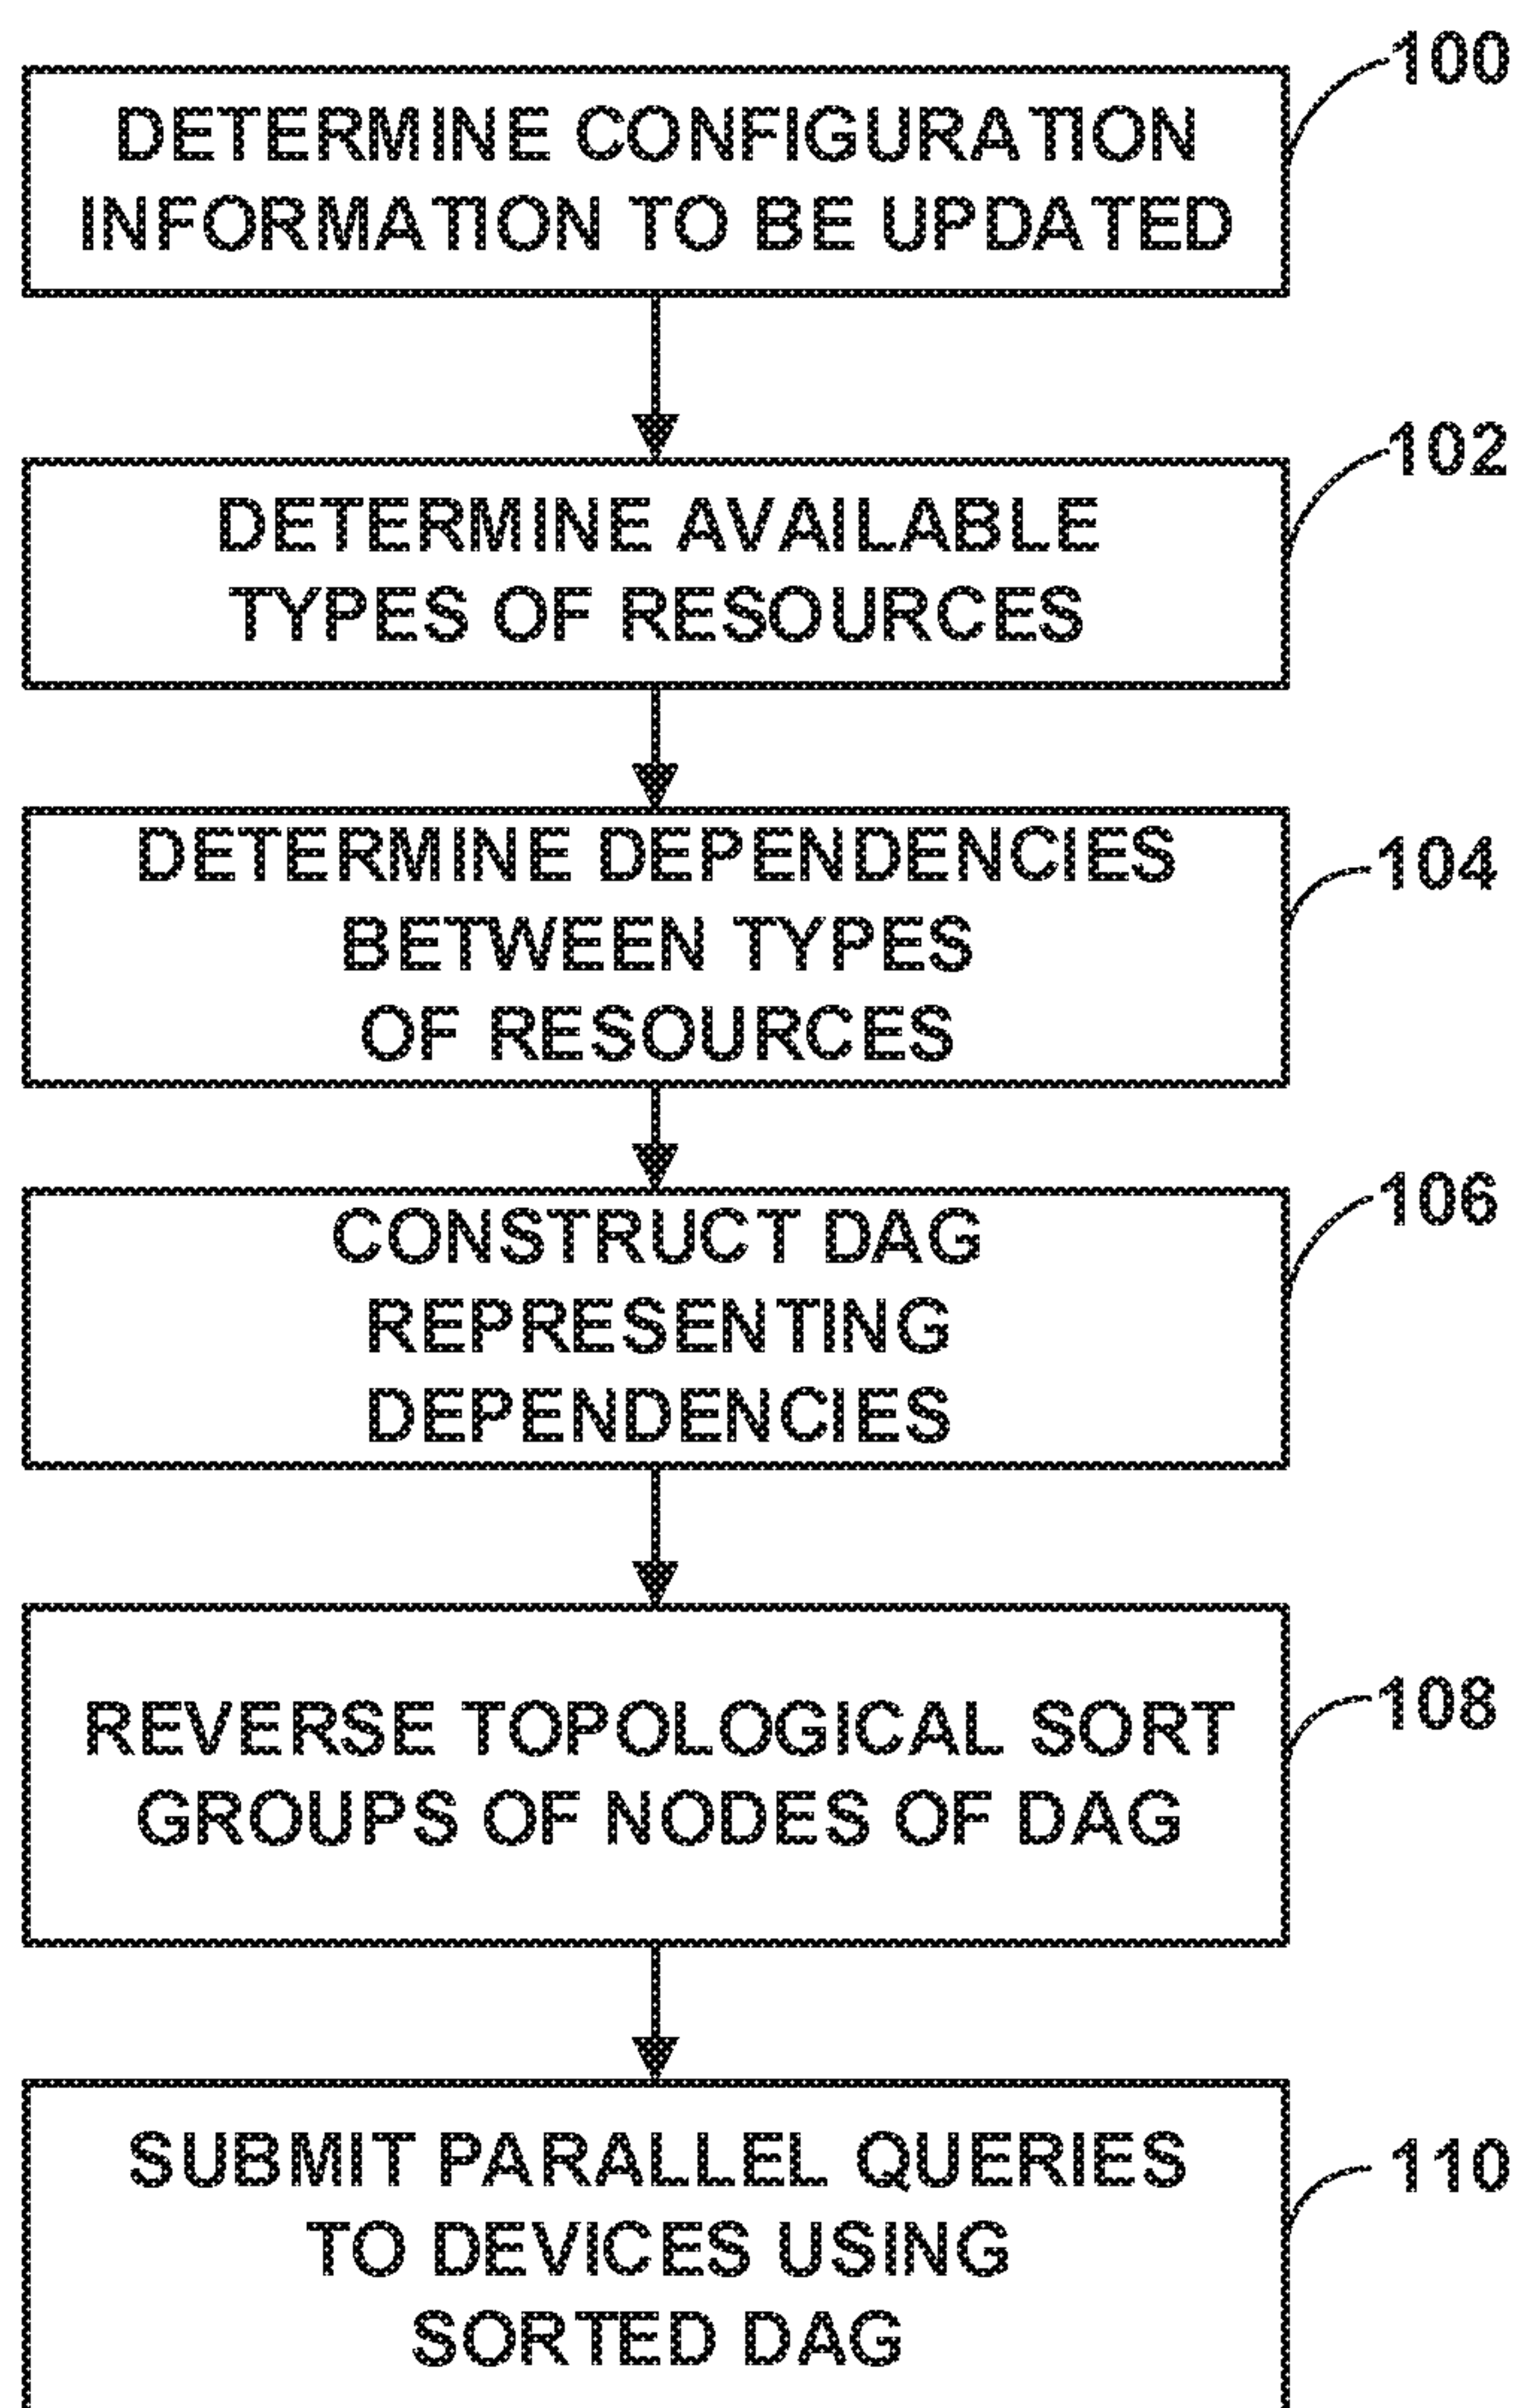 100
DETERMINE CONFIGURATION
INFORMATION TO BE UPDATED
102
DETERMINE AVAILABLE
TYPES OF RESOURCES
104
DETERMINE DEPENDENCIES
BETWEEN TYPES
OF RESOURCES
106
CONSTRUCT DAG
REPRESENTING
DEPENDENCIES
108
REVERSE TOPOLOGICAL SORT
GROUPS OF NODES OF DAG
110
SUBMIT PARALLEL QUERIES
TO DEVICES USING
SORTED DAG